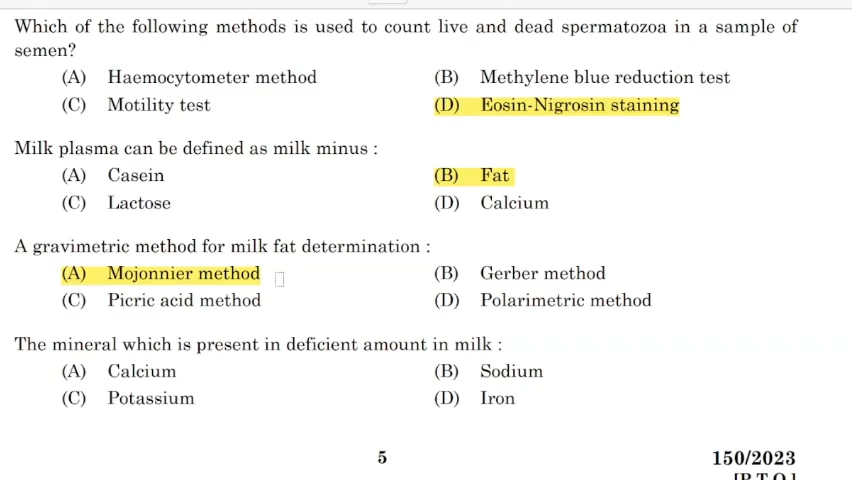 Which of the following methods is used to count live and dead spermatozoa in a sample of
semen?
(A) Haemocytometer method (B) Methylene blue reduction test
(C) Motility test (D) Eosin-Nigrosin staining
Milk plasma can be defined as milk minus :
(A) Casein (B) Fat
(C) Lactose (D) Calcium
A gravimetric method for milk fat determination :
(A) Mojonnier method (B) Gerber method
(C) Picric acid method (D) Polarimetric method
The mineral which is present in deficient amount in milk :
(A) Calcium (B) Sodium
(C) Potassium (D) Iron
5 150/2023
[P.T.O.]